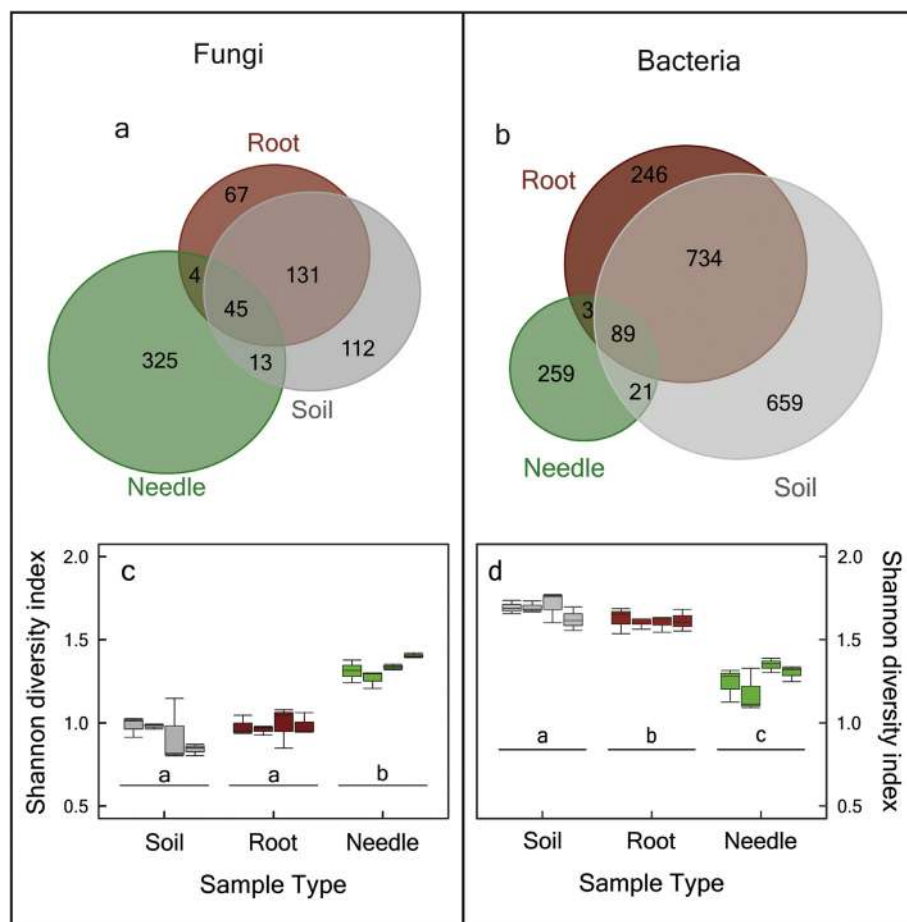 Fungi
Bacteria
a
b
Root
Root
67
246
4
131
734
45
3
89
325
13
112
259
21
659
Soil
Needle
Needle
Soil
c
d
Shannon diversity index
2.0
1.5
1.0
0.5
a
a
b
a
b
c
2.0
1.5
1.0
0.5
Shannon diversity index
Soil
Root
Needle
Soil
Root
Needle
Sample Type
Sample Type